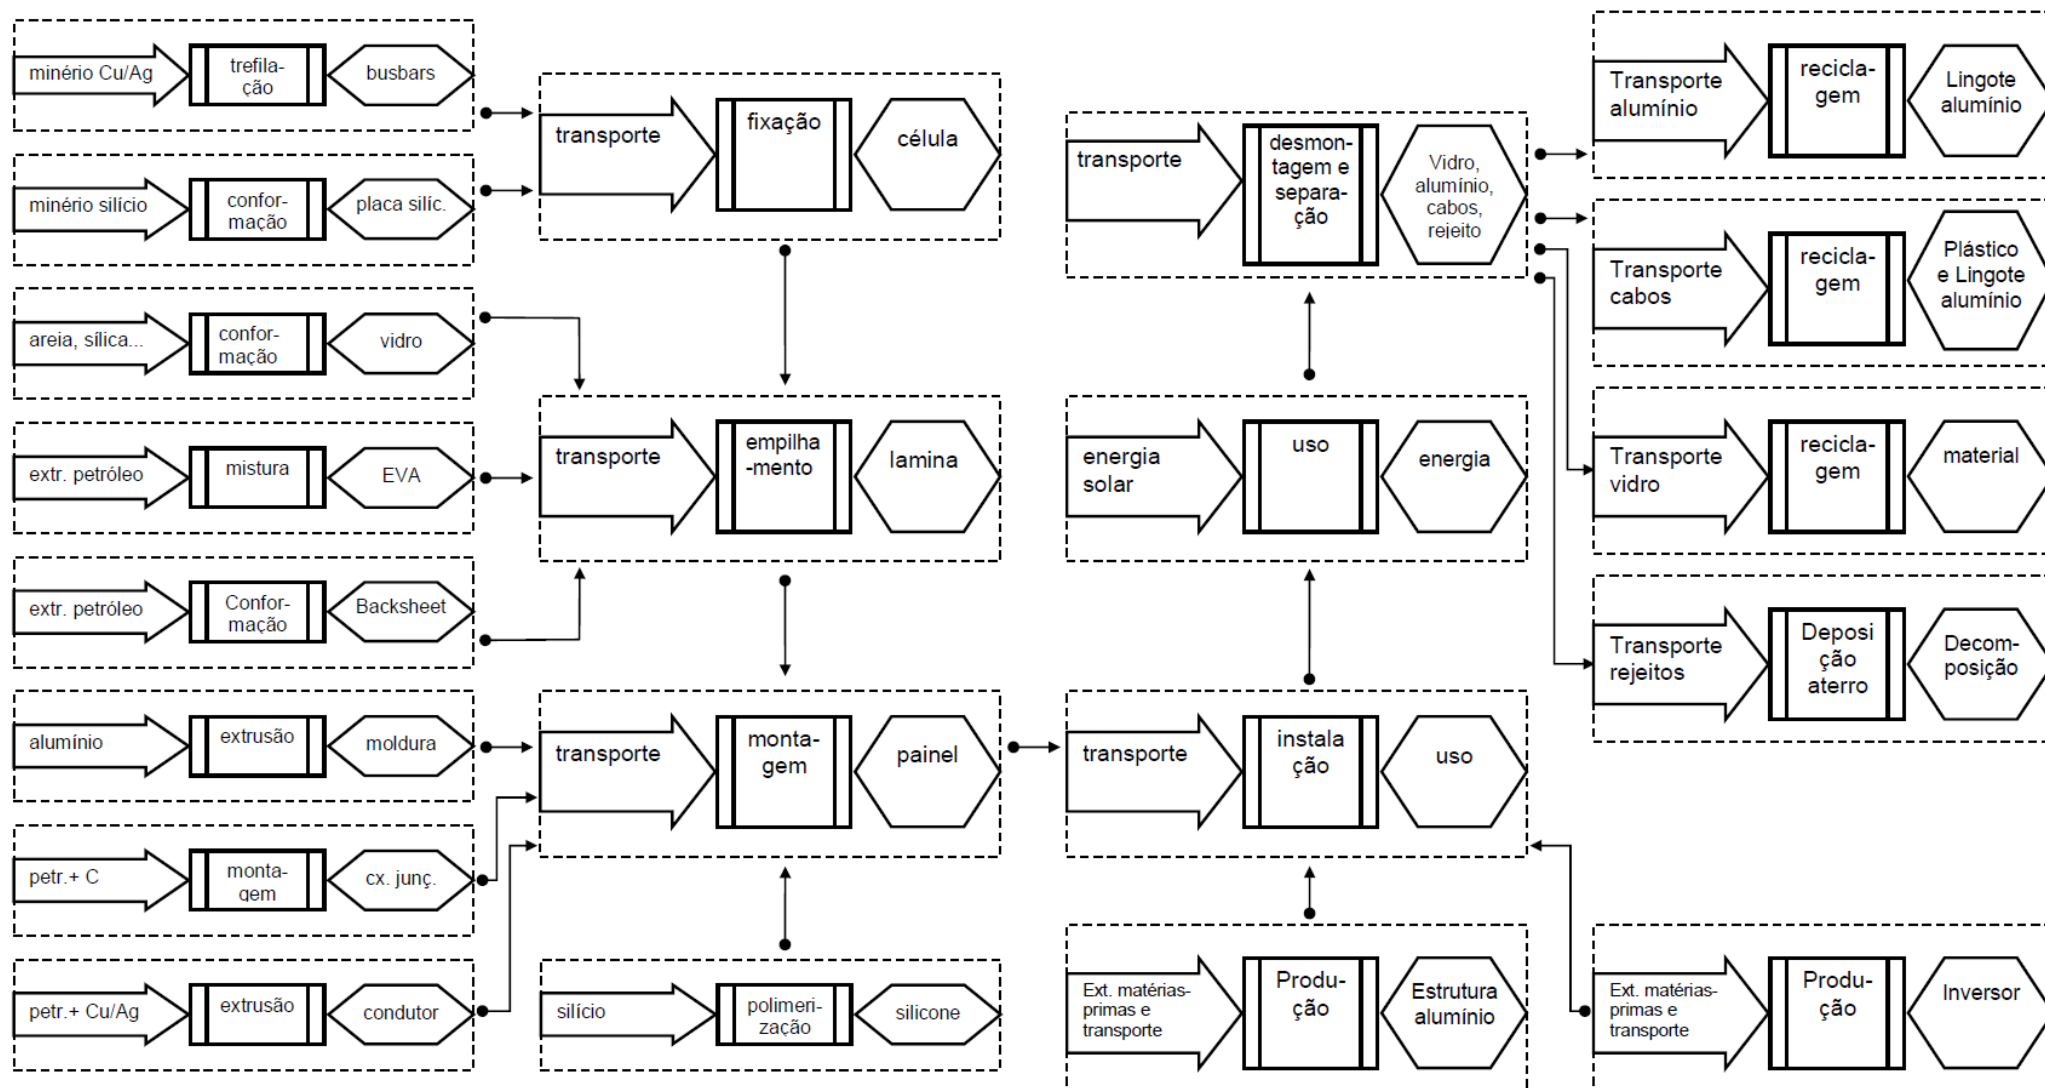 minério Cu/Ag
trefila-
ção
busbars
minério silício
confor-
mação
placa silíc.
areia, sílica...
confor-
mação
vidro
extr. petróleo
mistura
EVA
extr. petróleo
Confor-
mação
Backsheet
alumínio
extrusão
moldura
petr.+ C
monta-
gem
cx. junç.
petr.+ Cu/Ag
extrusão
condutor
transporte
fixação
célula
transporte
empilha
-mento
lamina
transporte
monta-
gem
painel
silício
polimeri-
zação
silicone
transporte
desmon-
tagem e
separa-
ção
Vidro,
alumínio,
cabos,
rejeito
energia
solar
uso
energia
transporte
instala
ção
uso
Ext. matérias-
primas e
transporte
Produ-
ção
Estrutura
alumínio
Transporte
alumínio
recicla-
gem
Lingote
alumínio
Transporte
cabos
recicla-
gem
Plástico
e Lingote
alumínio
Transporte
vidro
recicla-
gem
material
Transporte
rejeitos
Deposi
ção
aterro
Decom-
posição
Ext. matérias-
primas e
transporte
Produ-
ção
Inversor